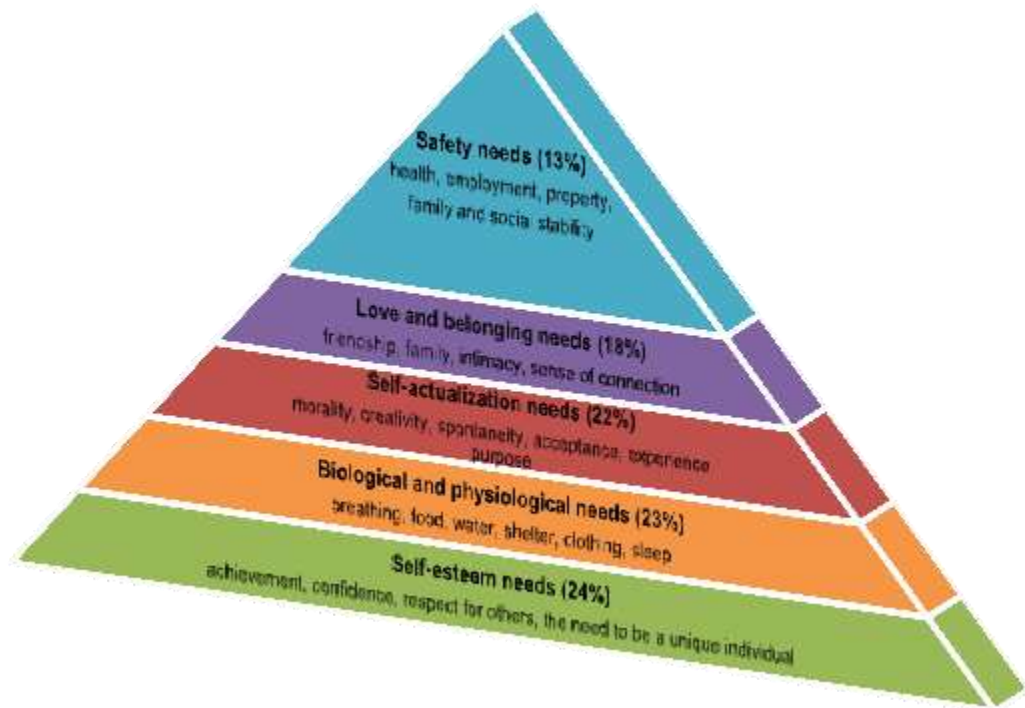 Safety needs (13%)
health, employment, property,
family and social stability
Love and belonging needs (18%)
friendship, family, intimacy, sense of connection
Self-actualization needs (22%)
morality, creativity, spontaneity, acceptance, experience
purpose
Biological and physiological needs (23%)
breathing, food, water, shelter, clothing, sleep
Self-esteem needs (24%)
achievement, confidence, respect for others, the need to be a unique individual